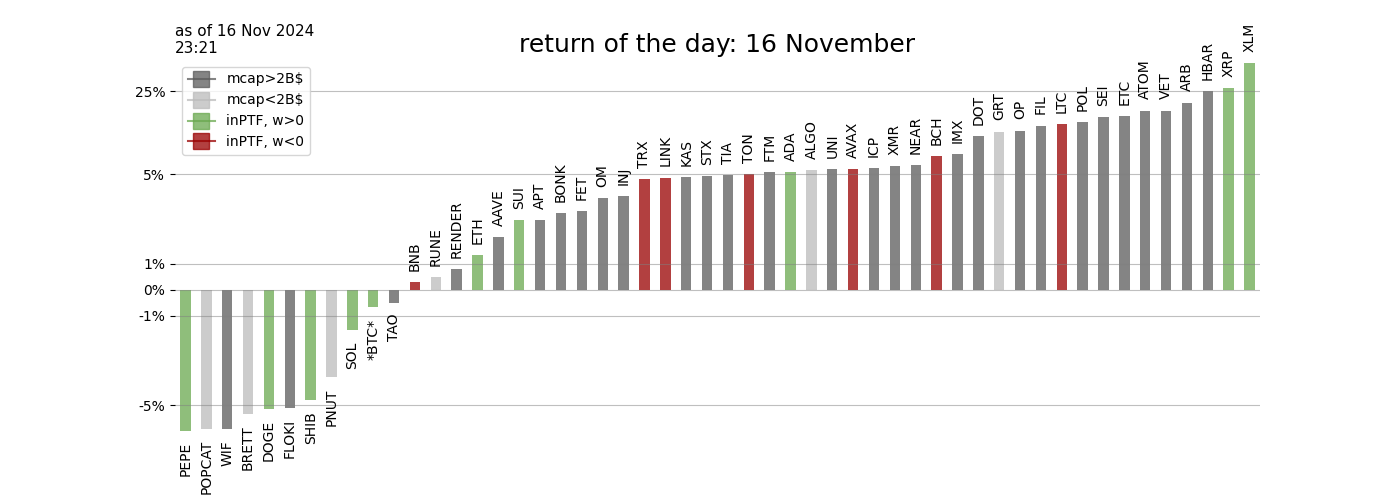 as of 16 Nov 2024
23:21
return of the day: 16 November
mcap>2B$
mcap<2B$
inPTF, w>0
inPTF, w<0
25%
5%
1%
0%
-1%
-5%
PEPE
POPCAT
WIF
BRETT
DOGE
FLOKI
SHIB
PNUT
SOL
*BTC*
TAO
BNB
RUNE
RENDER
ETH
AAVE
SUI
APT
BONK
FET
OM
INJ
TRX
LINK
KAS
STX
TIA
TON
FTM
ADA
ALGO
UNI
AVAX
ICP
XMR
NEAR
BCH
IMX
DOT
GRT
OP
FIL
LTC
POL
SEI
ETC
ATOM
VET
ARB
HBAR
XRP
XLM